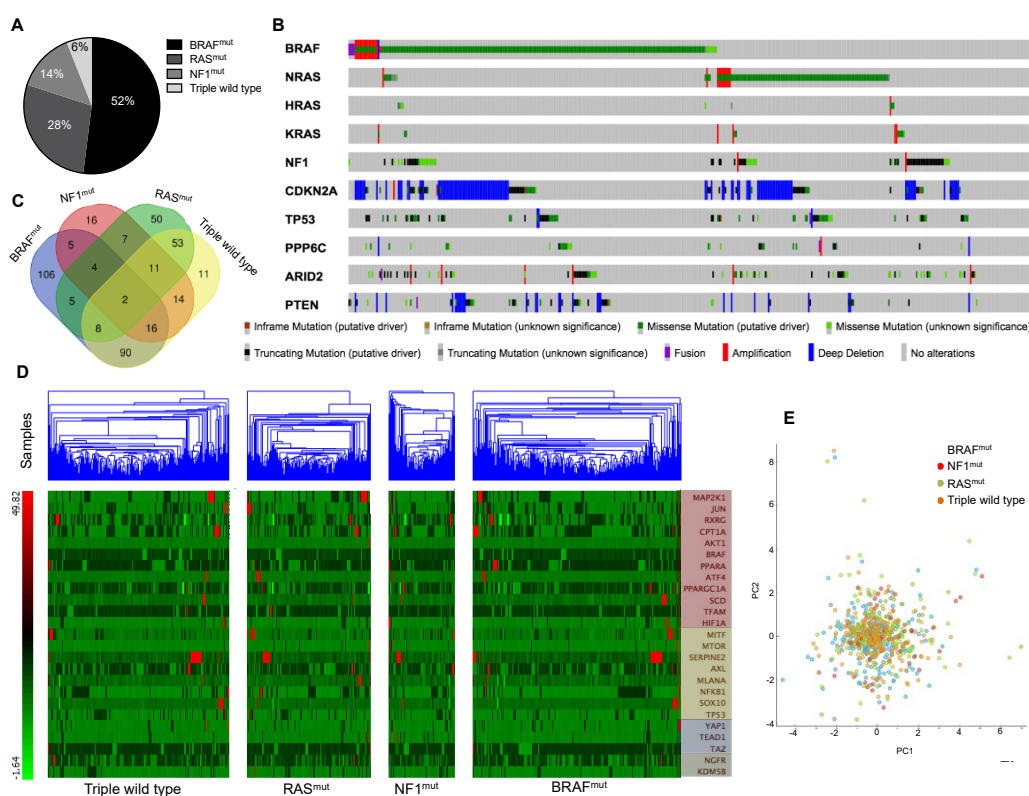 A
6%
14%
52%
28%
BRAFmut
RASmut
NF1mut
Triple wild type
B
BRAF
NRAS
HRAS
KRAS
NF1
CDKN2A
TP53
PPP6C
ARID2
PTEN
Inframe Mutation (putative driver)
Inframe Mutation (unknown significance)
Missense Mutation (putative driver)
Missense Mutation (unknown significance)
Truncating Mutation (putative driver)
Truncating Mutation (unknown significance)
Fusion
Amplification
Deep Deletion
No alterations
C
BRAFmut
NF1mut
RASmut
Triple wild type
16
50
5
7
53
106
4
11
11
5
2
14
8
16
90
D
Samples
49.82
-1.64
MAP2K1
JUN
RXRG
CPT1A
AKT1
BRAF
PPARA
ATF4
PPARGC1A
SCD
TFAM
HIF1A
MITF
MTOR
SERPINE2
AXL
MLANA
NFKB1
SOX10
TP53
YAP1
TEAD1
TAZ
NGFR
KDM5B
Triple wild type
RASmut
NF1mut
BRAFmut
E
BRAFmut
NF1mut
RASmut
Triple wild type
PC2
8
6
4
2
0
-2
-4
-4
-2
0
2
4
6
PC1